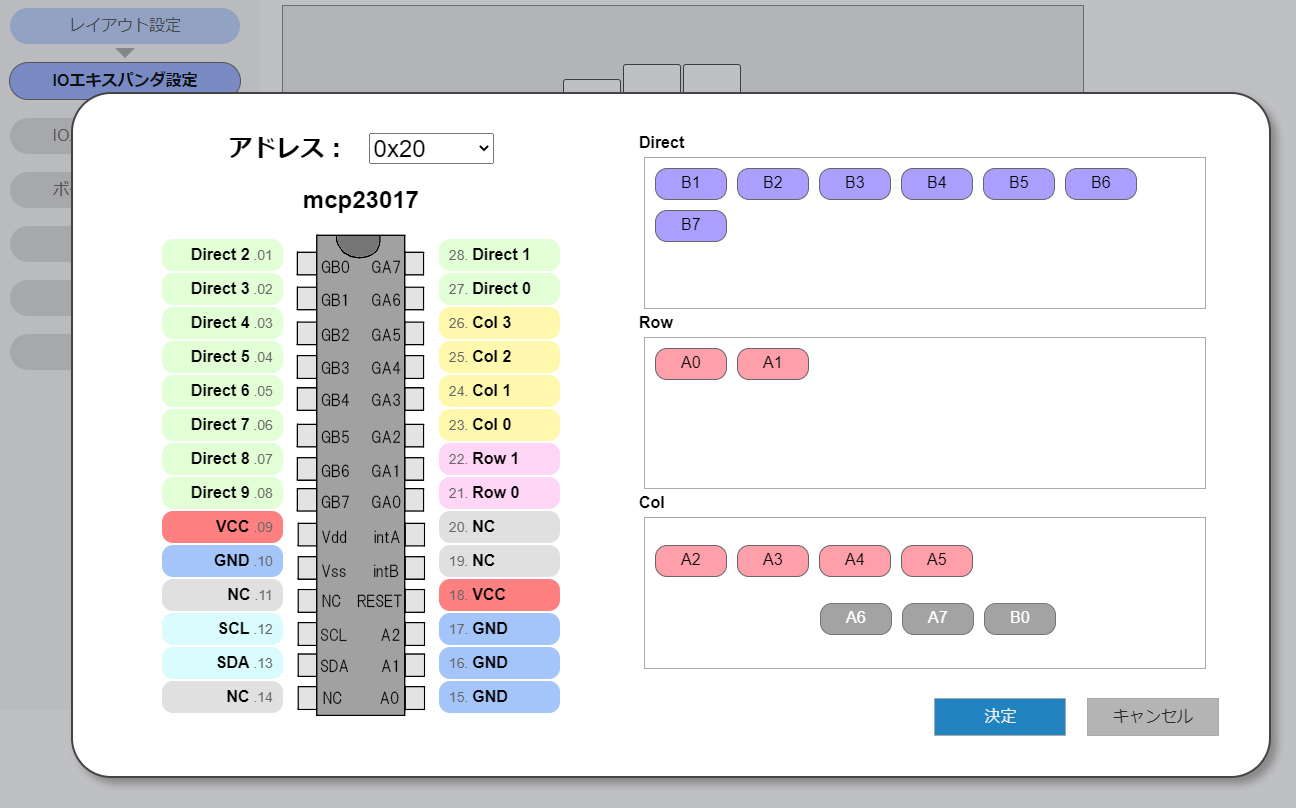 レイアウト設定
IOエキスパンダ設定
IO
ボ
アドレス： 0x20
mcp23017
Direct 2 .01 GB0 GA7 28. Direct 1
Direct 3 .02 GB1 GA6 27. Direct 0
Direct 4 .03 GB2 GA5 26. Col 3
Direct 5 .04 GB3 GA4 25. Col 2
Direct 6 .05 GB4 GA3 24. Col 1
Direct 7 .06 GB5 GA2 23. Col 0
Direct 8 .07 GB6 GA1 22. Row 1
Direct 9 .08 GB7 GA0 21. Row 0
VCC .09 Vdd intA 20. NC
GND .10 Vss intB 19. NC
NC .11 NC RESET 18. VCC
SCL .12 SCL A2 17. GND
SDA .13 SDA A1 16. GND
NC .14 NC A0 15. GND
Direct
B1 B2 B3 B4 B5 B6
B7
Row
A0 A1
Col
A2 A3 A4 A5
A6 A7 B0
決定 キャンセル